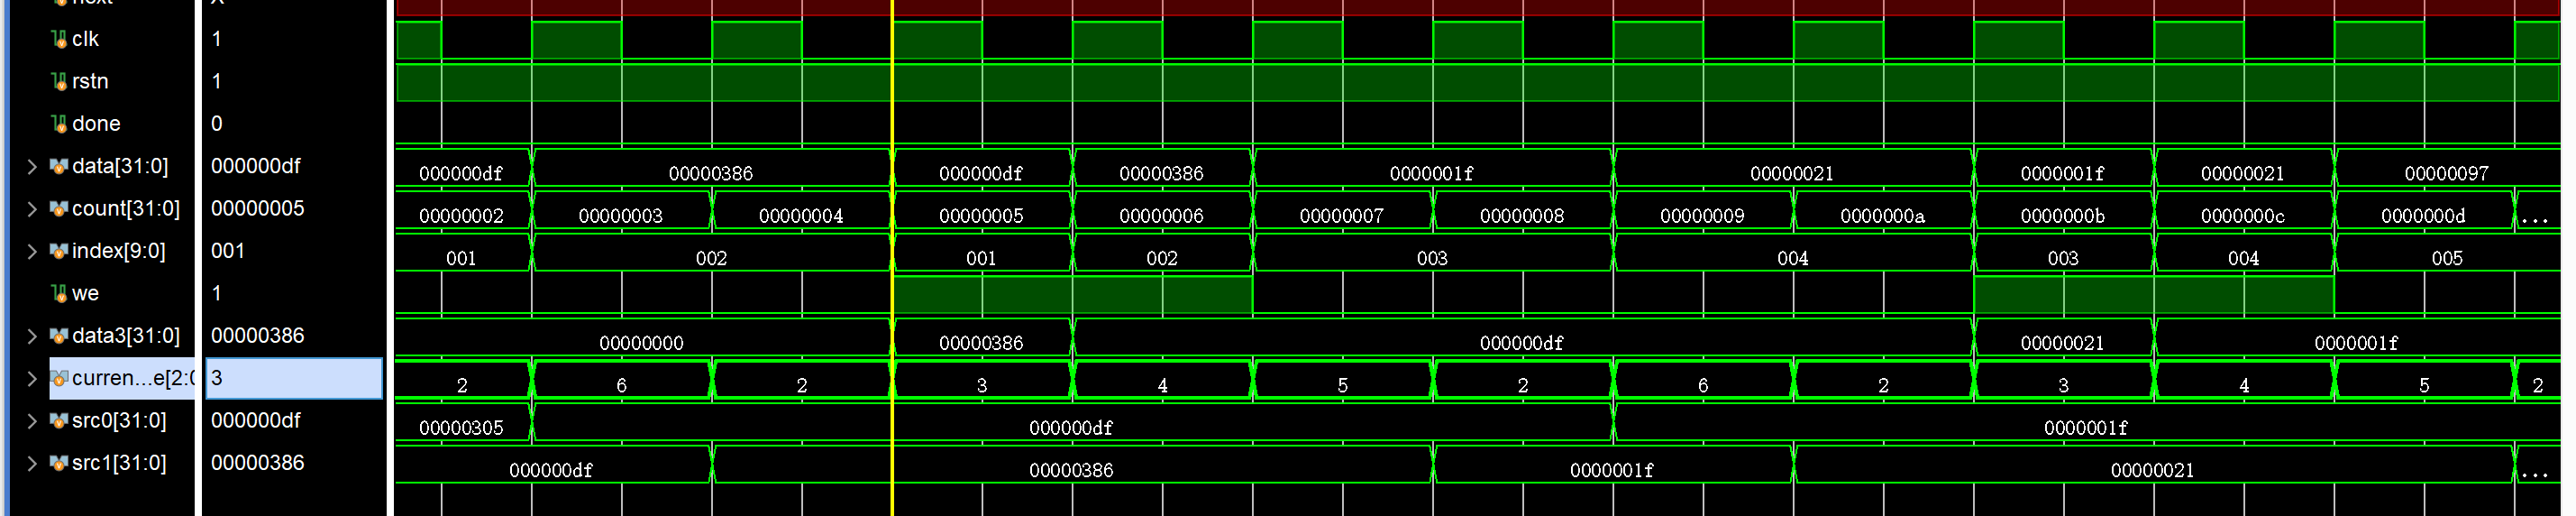 clk 1
rstn 1
done 0
data[31:0] 000000df 000000df 00000386 000000df 00000386 0000001f 00000021 0000001f 00000021 00000097
count[31:0] 00000005 00000002 00000003 00000004 00000005 00000006 00000007 00000008 00000009 0000000a 0000000b 0000000c 0000000d ...
index[9:0] 001 001 002 001 002 003 004 003 004 005
we 1
data3[31:0] 00000386 00000000 00000386 000000df 00000021 0000001f
curren...e[2:0 3 2 6 2 3 4 5 2 6 2 3 4 5 2
src0[31:0] 000000df 00000305 000000df 0000001f
src1[31:0] 00000386 000000df 00000386 0000001f 00000021 ...